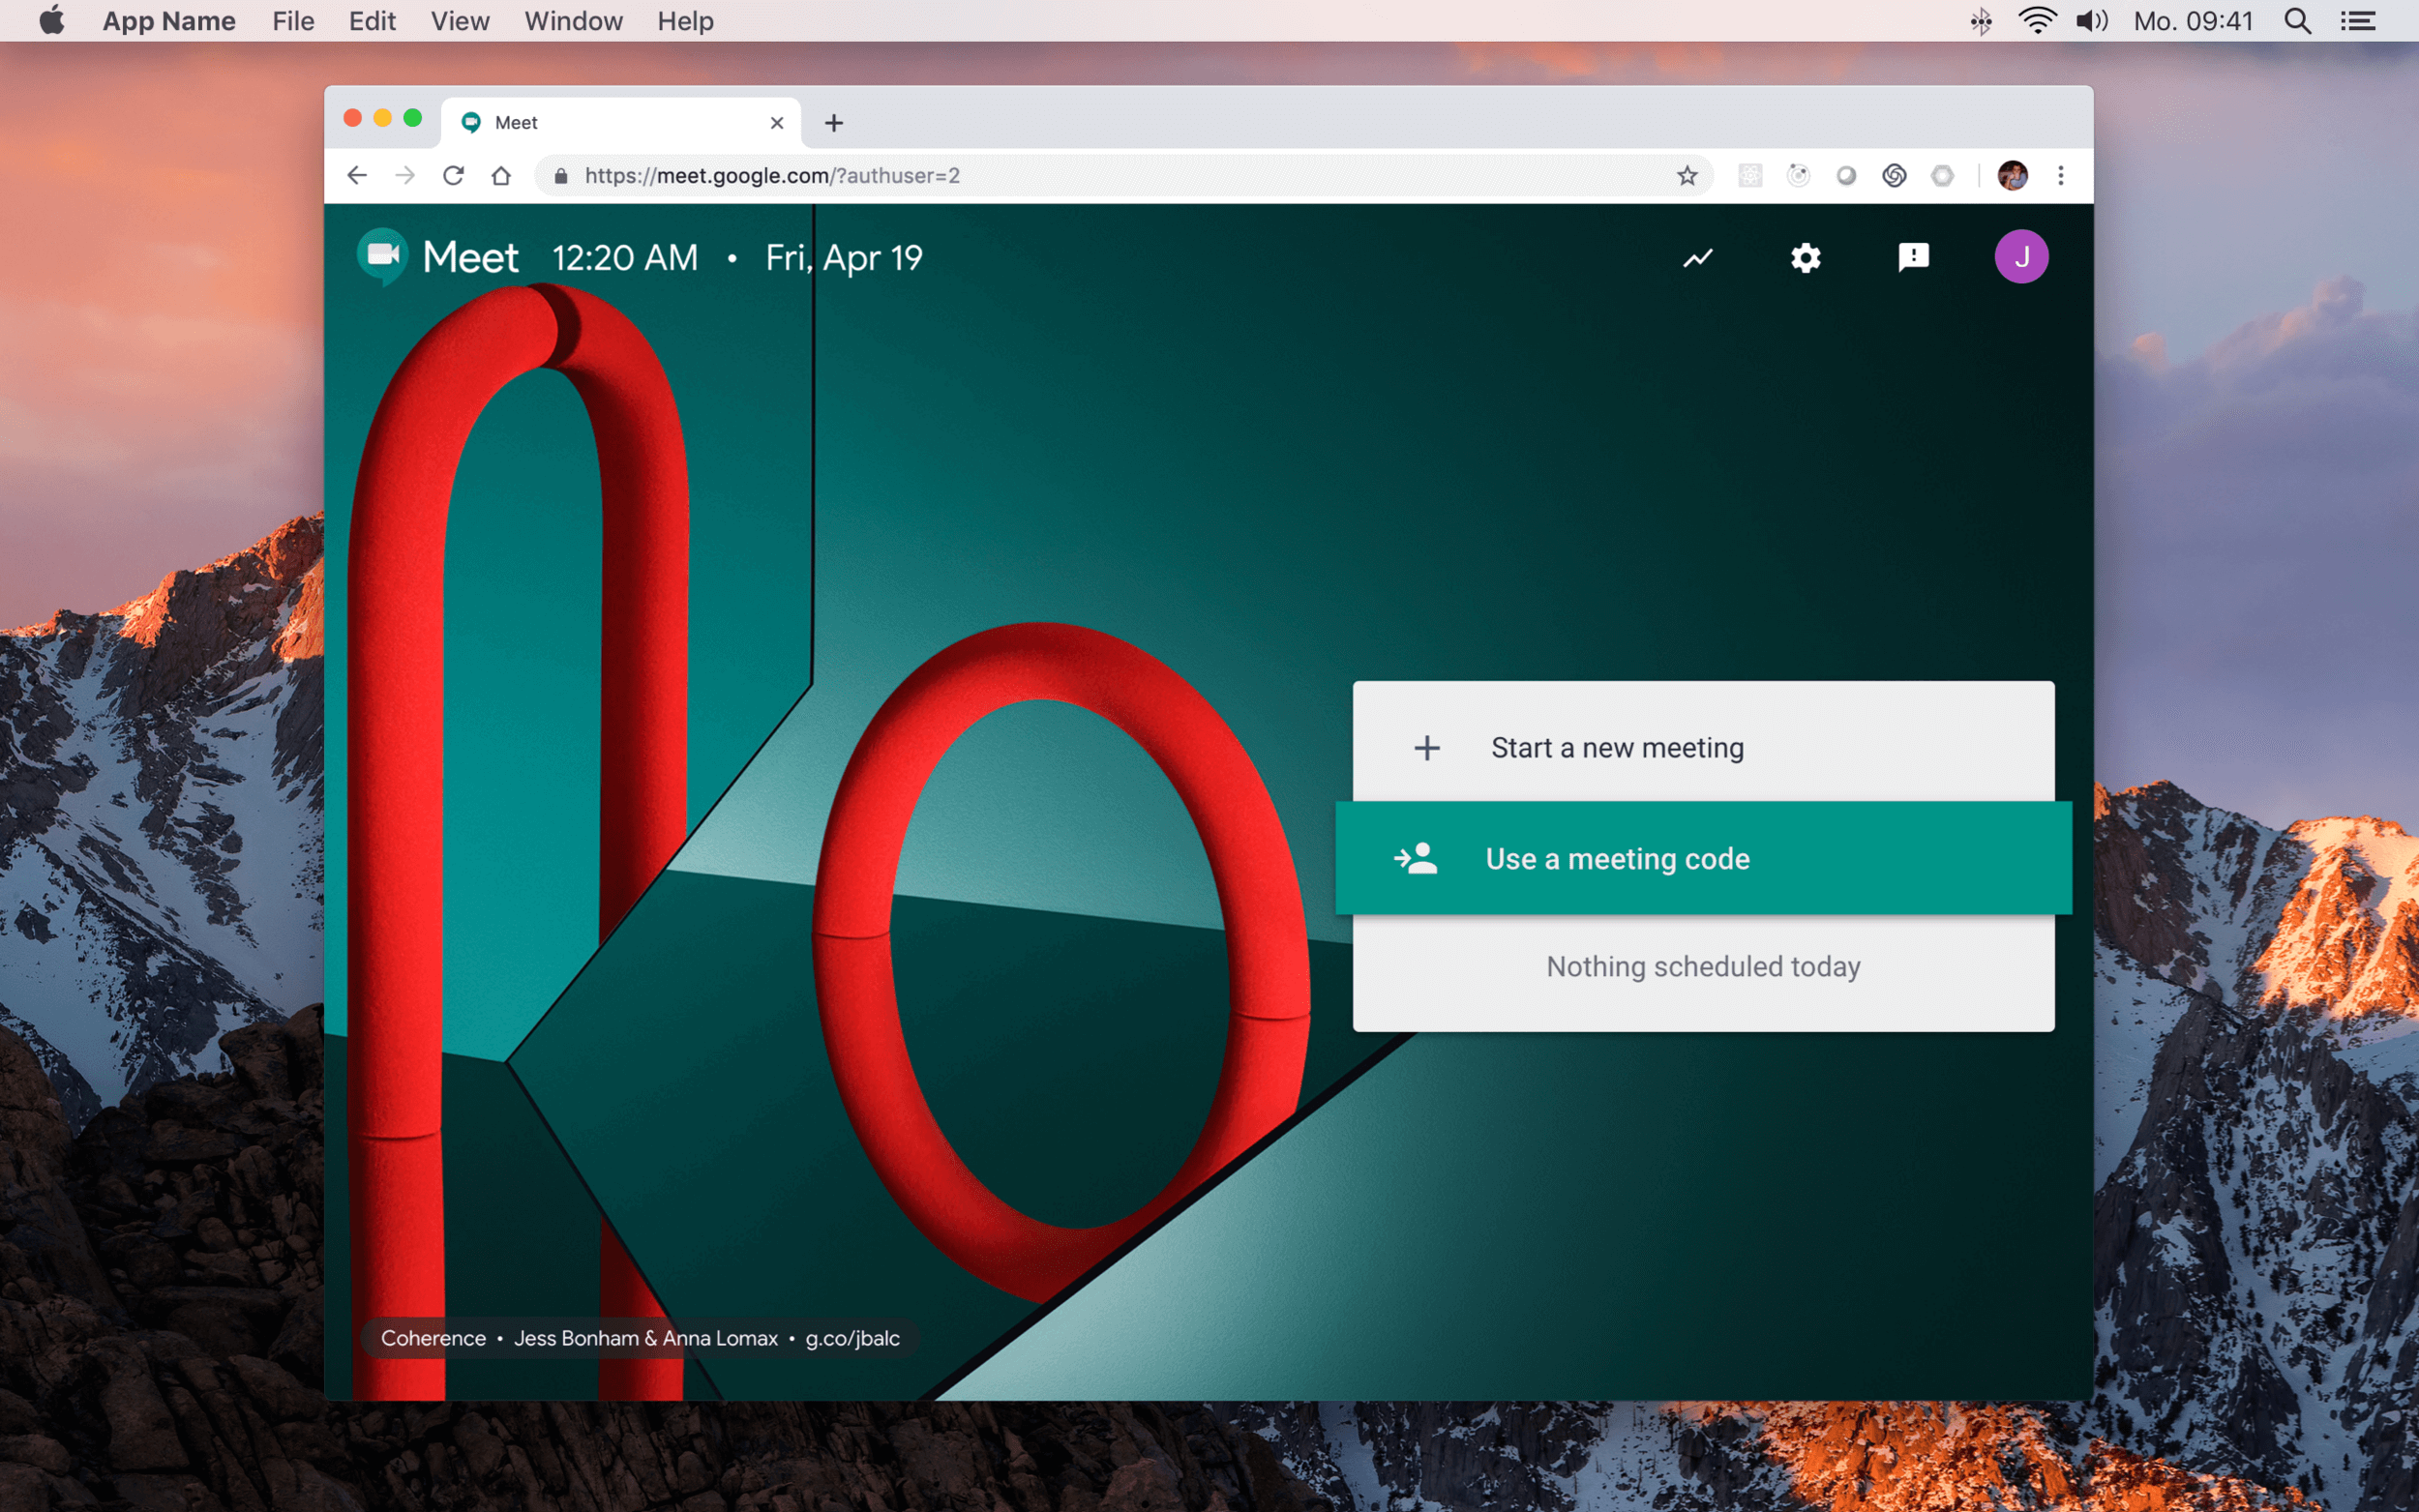 App Name File Edit View Window Help Mo. 09:41
Meet
https://meet.google.com/?authuser=2
Meet 12:20 AM • Fri, Apr 19 J
Start a new meeting
Use a meeting code
Nothing scheduled today
Coherence • Jess Bonham & Anna Lomax • g.co/jbalc